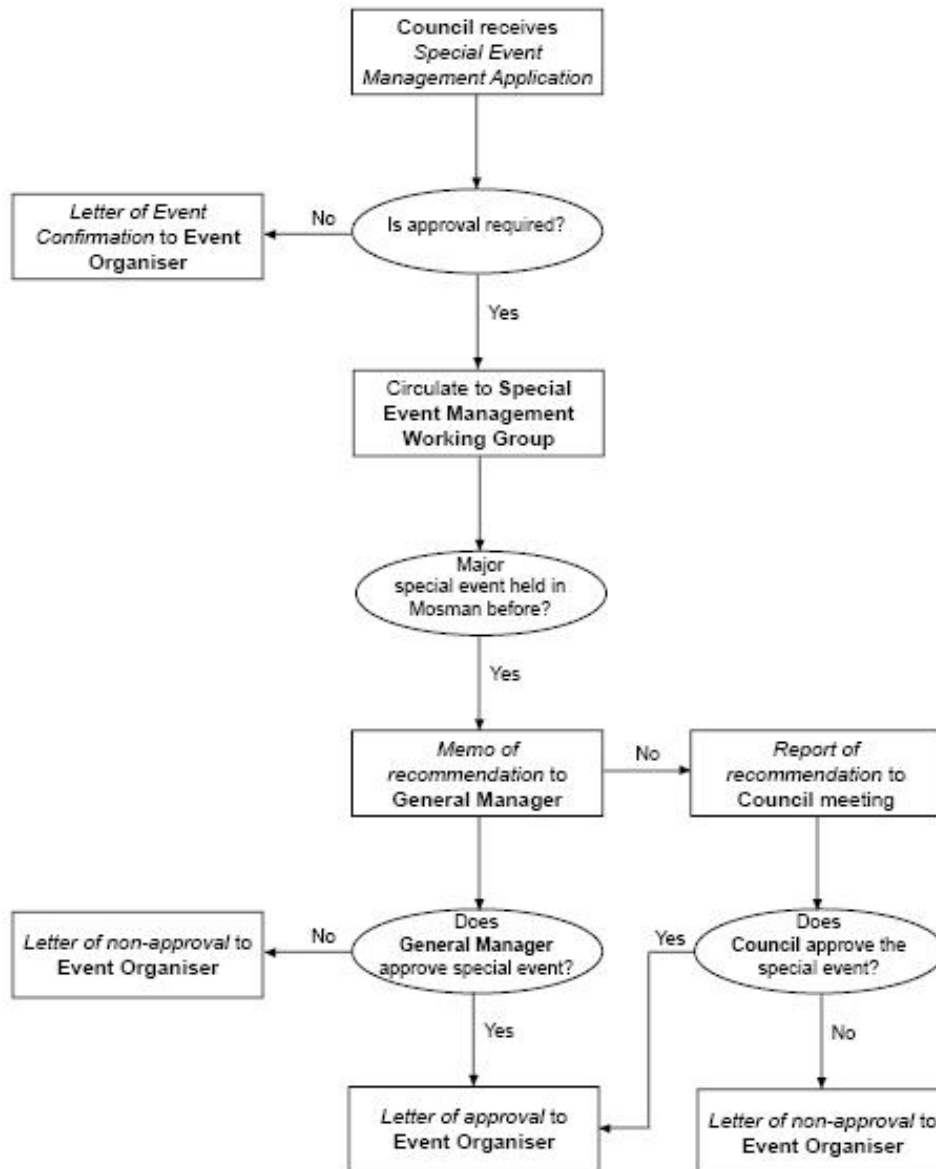 Council receives
Special Event
Management Application
Is approval required?
No
Letter of Event
Confirmation to Event
Organiser
Yes
Circulate to Special
Event Management
Working Group
Major
special event held in
Mosman before?
Yes
Memo of
recommendation to
General Manager
No
Report of
recommendation to
Council meeting
Does
General Manager
approve special event?
No
Letter of non-approval to
Event Organiser
Yes
Does
Council approve the
special event?
Yes
No
Letter of approval to
Event Organiser
Letter of non-approval to
Event Organiser